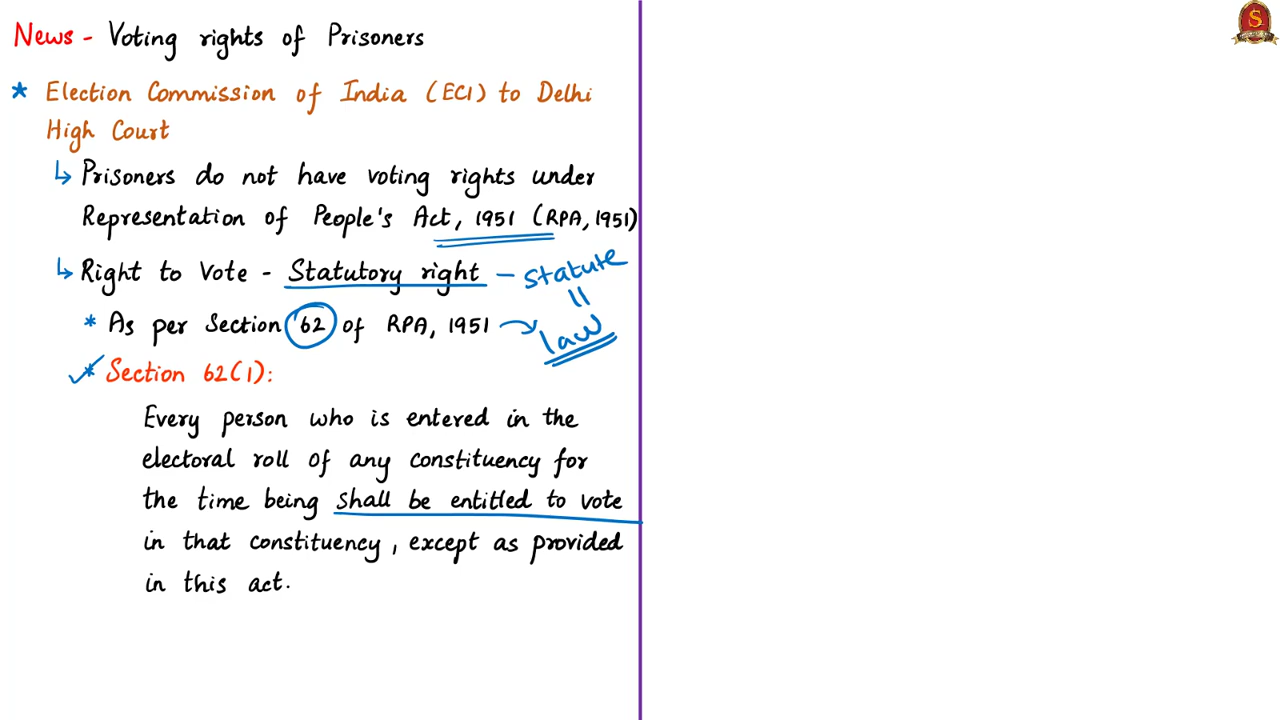 News - Voting rights of Prisoners
* Election Commission of India (ECI) to Delhi
High Court
↳ Prisoners do not have voting rights under
Representation of People's Act, 1951 (RPA, 1951)
↳ Right to Vote - Statutory right - Statute
=
law
* As per Section 62 of RPA, 1951 →
* Section 62(1):
Every person who is entered in the
electoral roll of any constituency for
the time being shall be entitled to vote
in that constituency, except as provided
in this act.
S